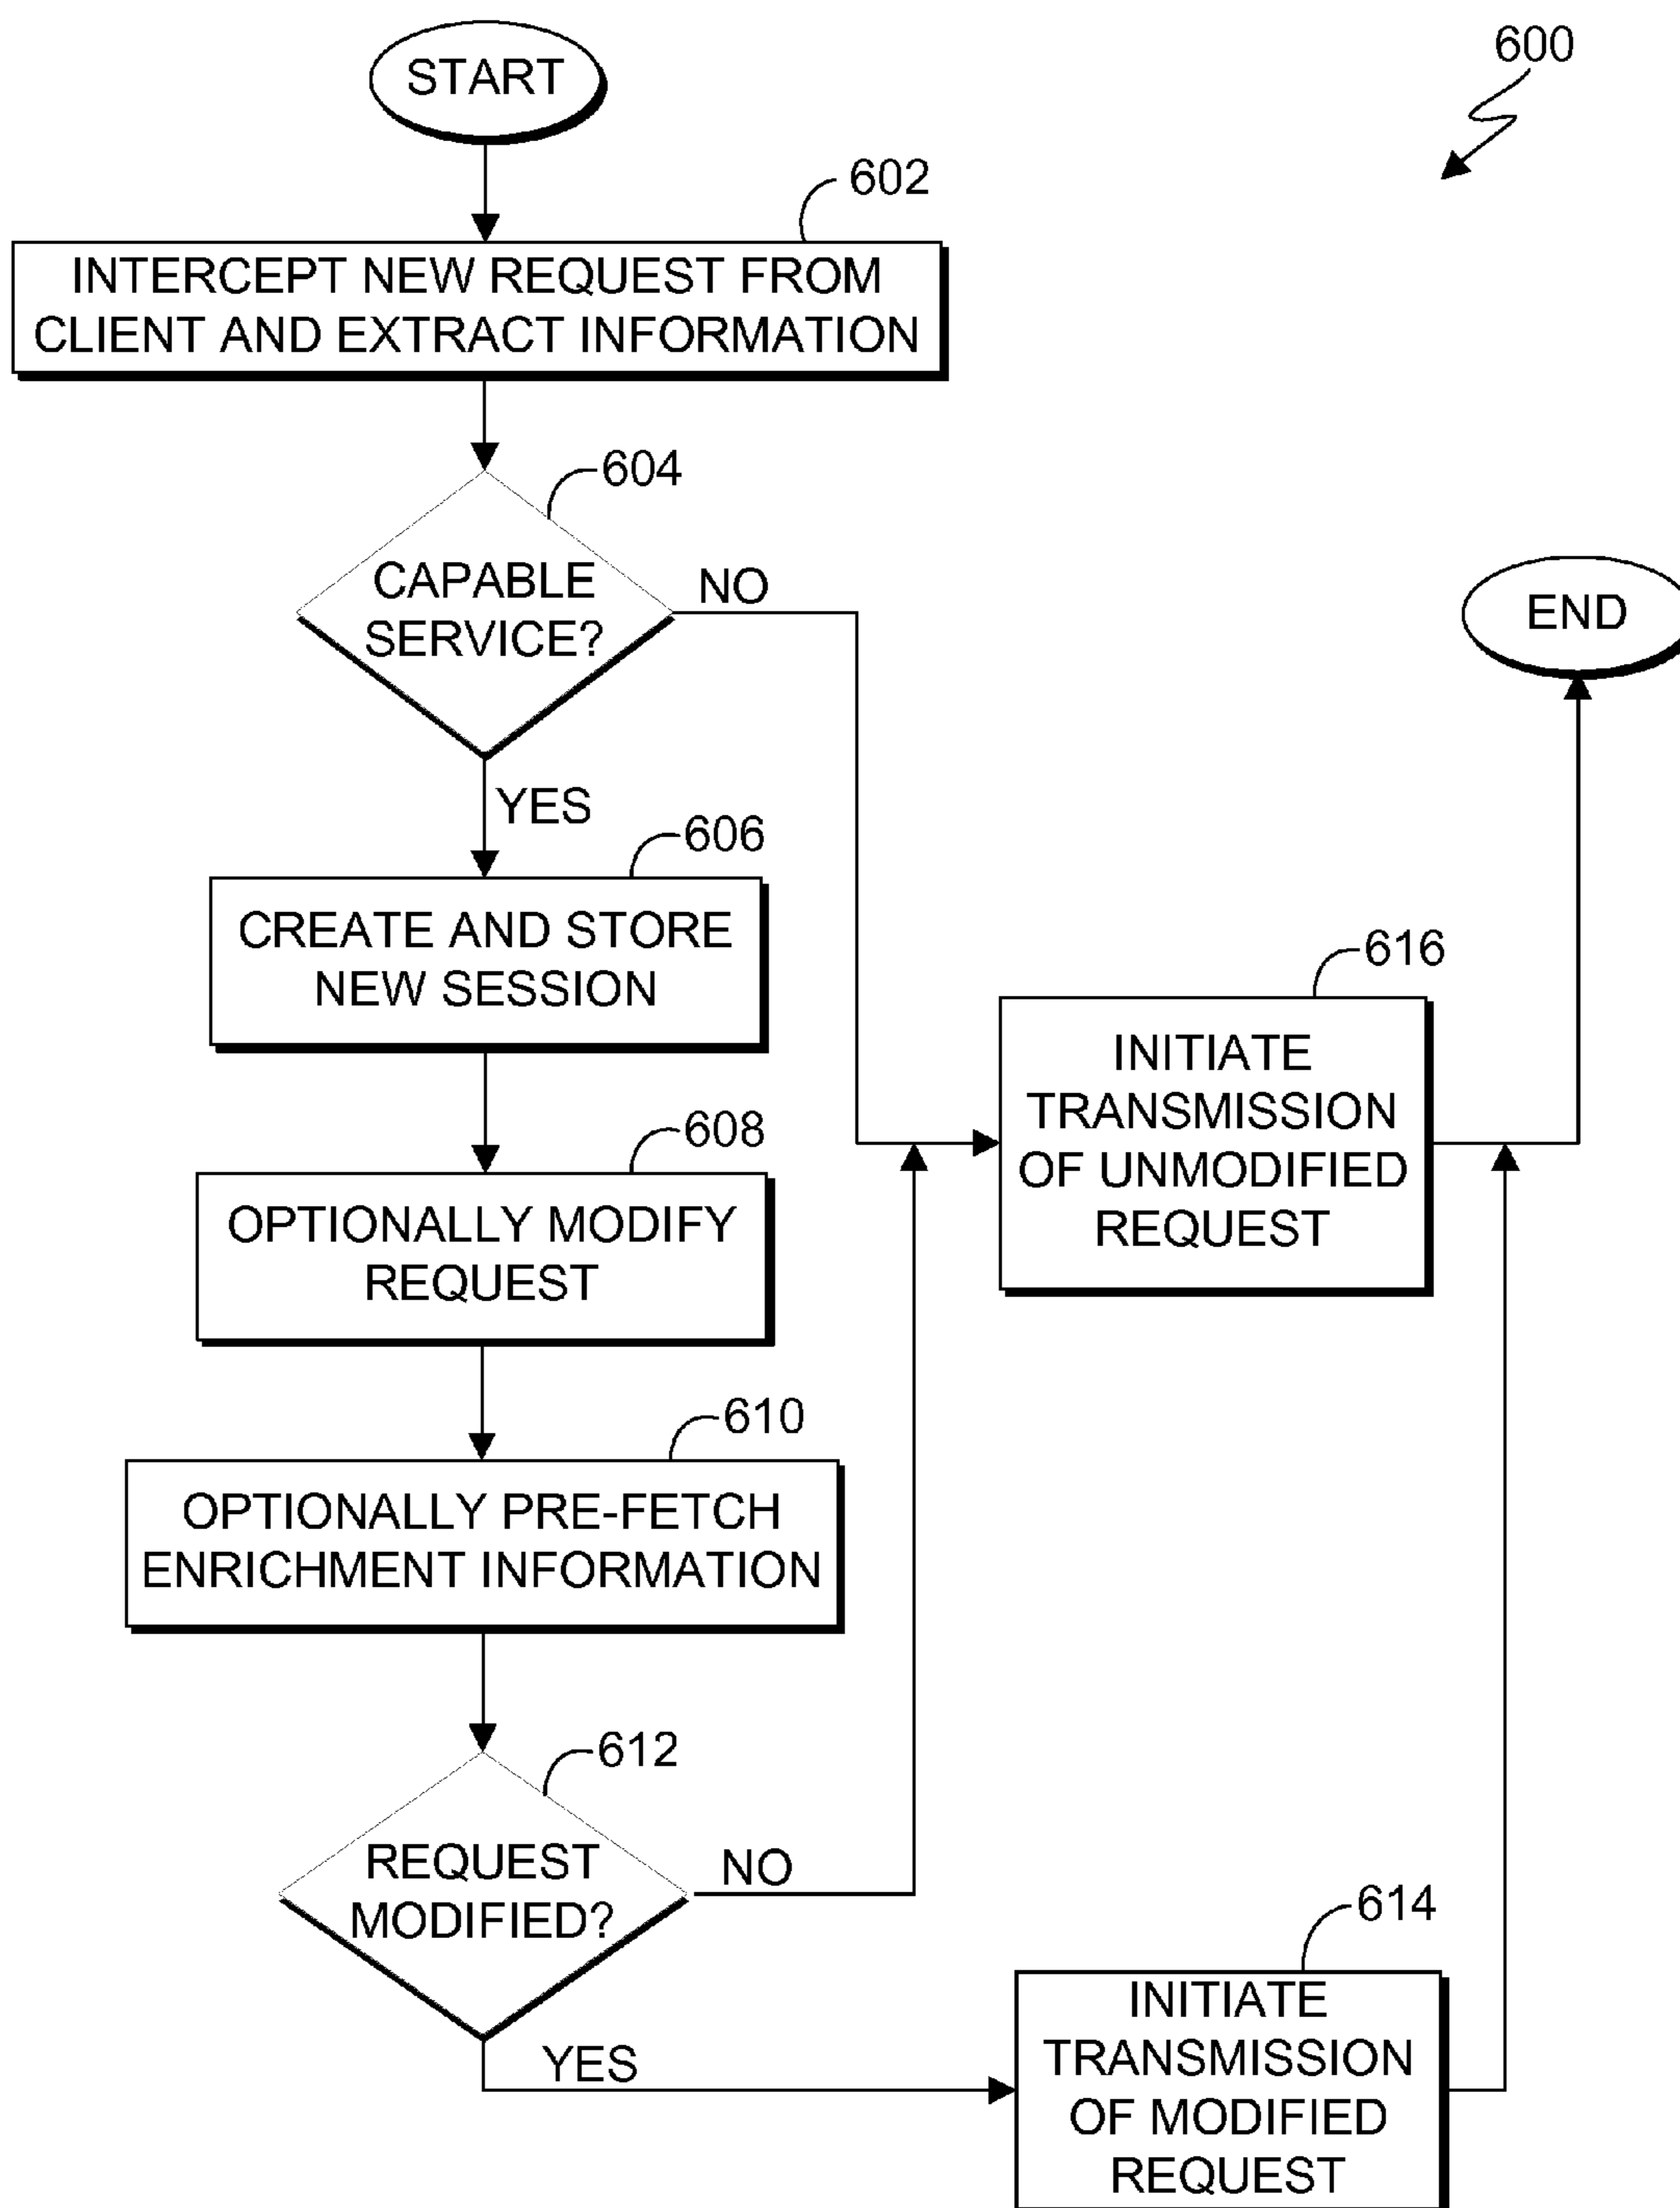 START
600
602
INTERCEPT NEW REQUEST FROM
CLIENT AND EXTRACT INFORMATION
604
CAPABLE
SERVICE?
NO
YES
END
606
CREATE AND STORE
NEW SESSION
616
INITIATE
TRANSMISSION
OF UNMODIFIED
REQUEST
608
OPTIONALLY MODIFY
REQUEST
610
OPTIONALLY PRE-FETCH
ENRICHMENT INFORMATION
612
REQUEST
MODIFIED?
NO
YES
614
INITIATE
TRANSMISSION
OF MODIFIED
REQUEST